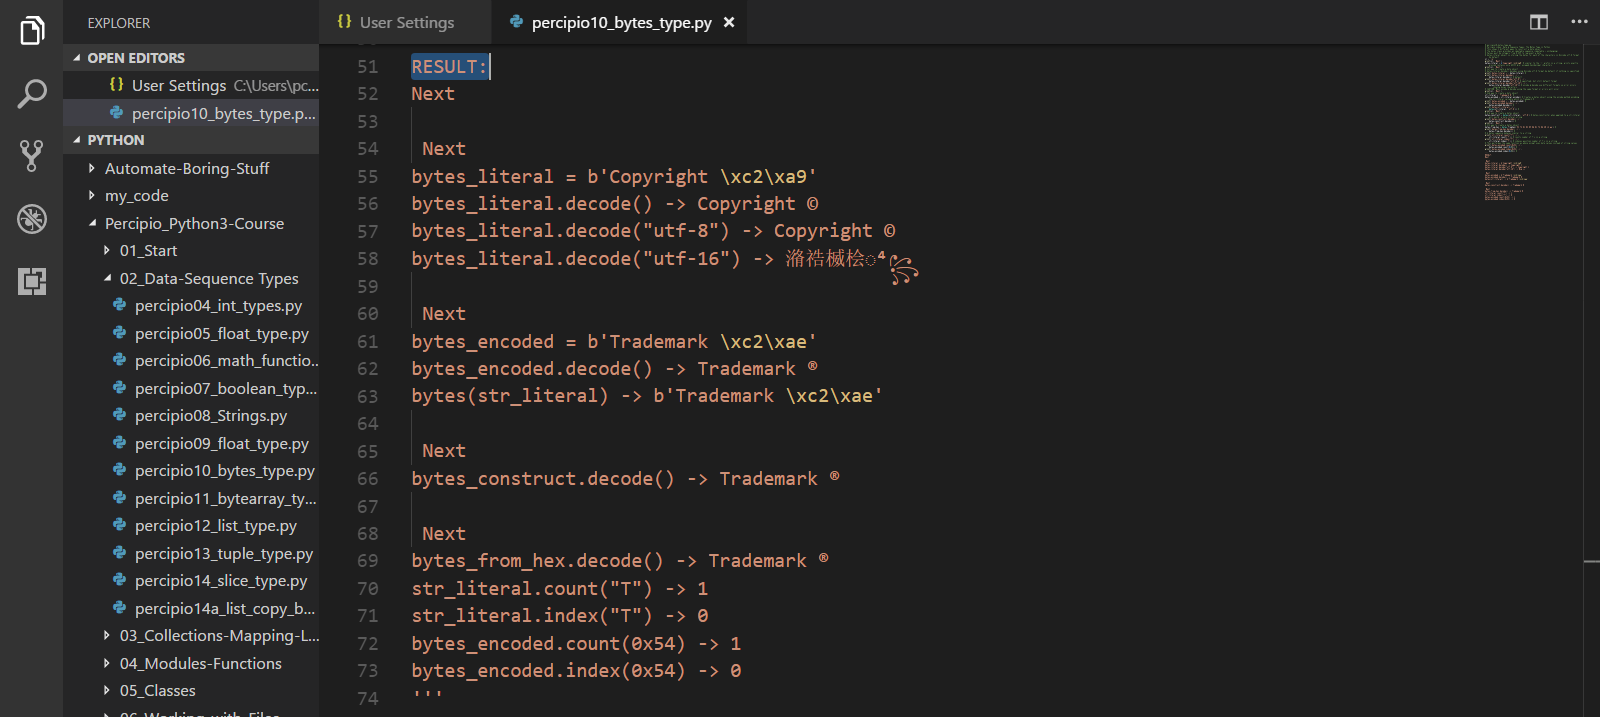 EXPLORER
OPEN EDITORS
{} User Settings C:\Users\pc...
percipio10_bytes_type.p...
PYTHON
Automate-Boring-Stuff
my_code
Percipio_Python3-Course
01_Start
02_Data-Sequence Types
percipio04_int_types.py
percipio05_float_type.py
percipio06_math_functio...
percipio07_boolean_typ...
percipio08_Strings.py
percipio09_float_type.py
percipio10_bytes_type.py
percipio11_bytearray_ty...
percipio12_list_type.py
percipio13_tuple_type.py
percipio14_slice_type.py
percipio14a_list_copy_b...
03_Collections-Mapping-L...
04_Modules-Functions
05_Classes
06_Working-with-Files
{} User Settings
percipio10_bytes_type.py
51 RESULT:
52 Next
53
54 Next
55 bytes_literal = b'Copyright \xc2\xa9'
56 bytes_literal.decode() -> Copyright ©
57 bytes_literal.decode("utf-8") -> Copyright ©
58 bytes_literal.decode("utf-16") ->
59
60 Next
61 bytes_encoded = b'Trademark \xc2\xae'
62 bytes_encoded.decode() -> Trademark ®
63 bytes(str_literal) -> b'Trademark \xc2\xae'
64
65 Next
66 bytes_construct.decode() -> Trademark ®
67
68 Next
69 bytes_from_hex.decode() -> Trademark ®
70 str_literal.count("T") -> 1
71 str_literal.index("T") -> 0
72 bytes_encoded.count(0x54) -> 1
73 bytes_encoded.index(0x54) -> 0
74 '''